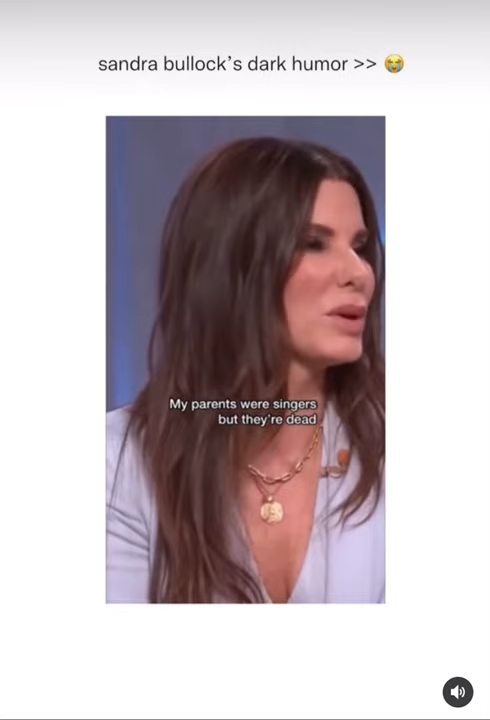 sandra bullock’s dark humor >> 😭
My parents were singers
but they're dead